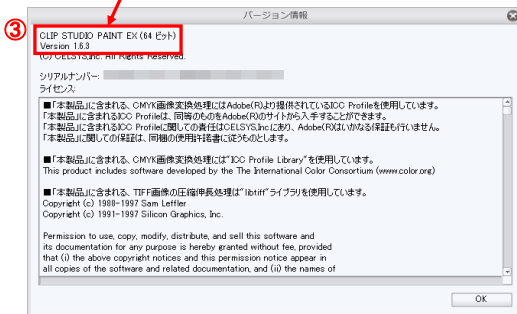 バージョン情報
③
CLIP STUDIO PAINT EX (64 ビット)
Version 1.6.3
(C) CELSYS,Inc. All Rights Reserved.
シリアルナンバー:
ライセンス:
■「本製品」に含まれる、CMYK画像変換処理にはAdobe(R)より提供されているICC Profileを使用しています。
「本製品」に含まれるICC Profileは、同等のものをAdobe(R)のサイトから入手することができます。
「本製品」に含まれるICC Profileに関しての責任はCELSYS,Incにあり、Adobe(R)はいかなる保証も行いません。
「本製品」に関しての保証は、同梱の使用許諾書に従うものとします。
■「本製品」に含まれる、CMYK画像変換処理には"ICC Profile Library"を使用しています。
This product includes software developed by the The International Color Consortium (www.color.org)
■「本製品」に含まれる、TIFF画像の圧縮伸長処理は"libtiff"ライブラリを使用しています。
Copyright (c) 1988-1997 Sam Leffler
Copyright (c) 1991-1997 Silicon Graphics, Inc.
Permission to use, copy, modify, distribute, and sell this software and
its documentation for any purpose is hereby granted without fee, provided
that (i) the above copyright notices and this permission notice appear in
all copies of the software and related documentation, and (ii) the names of
OK